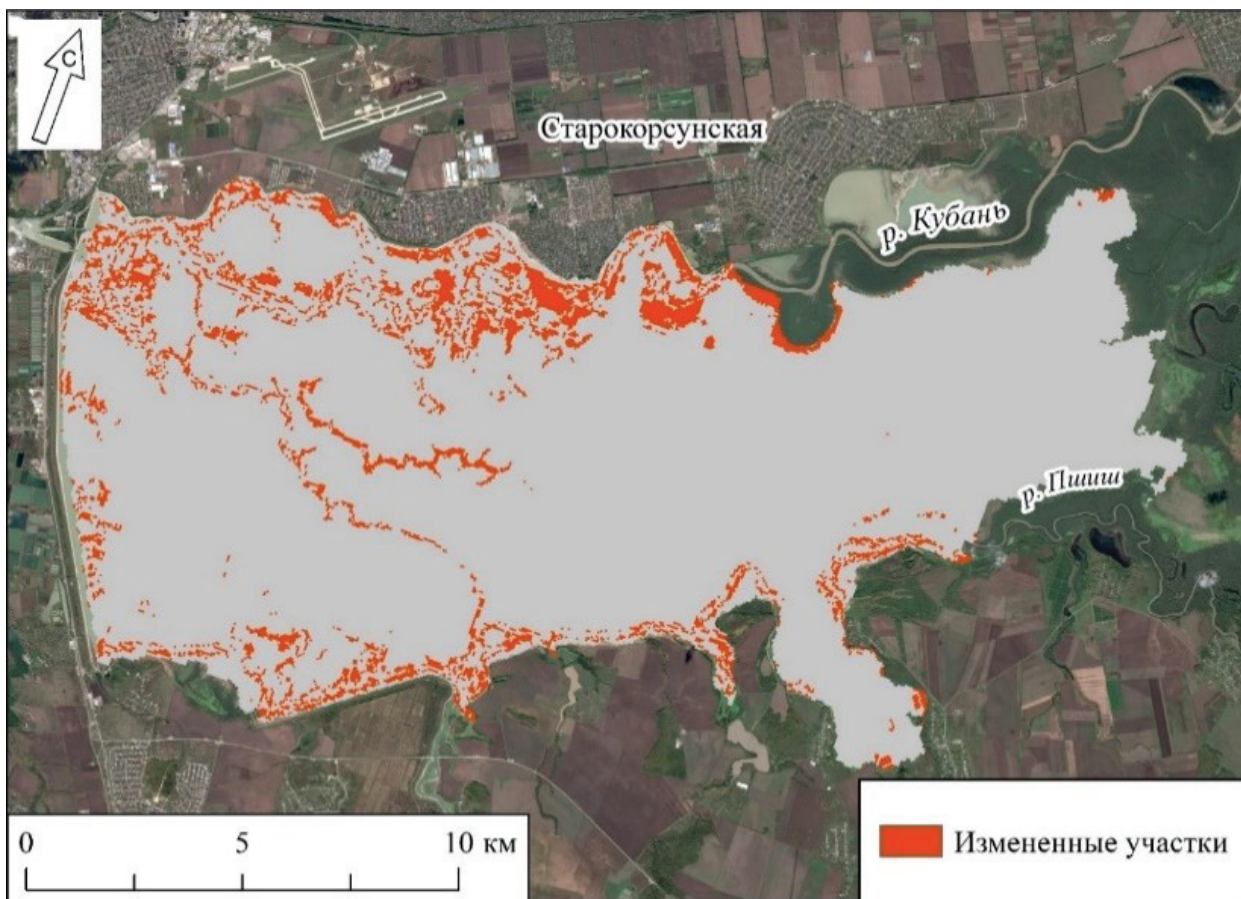 С
Старокорсунская
р. Кубань
р. Пшиш
0 5 10 км
Измененные участки